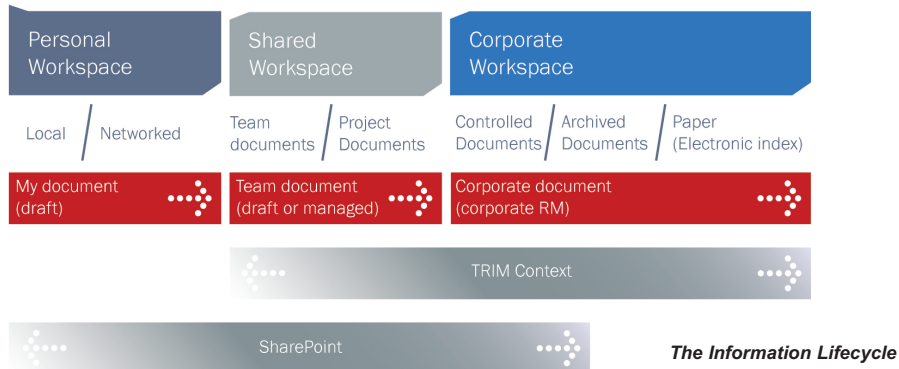 Personal
Workspace
Shared
Workspace
Corporate
Workspace
Local / Networked
Team
documents / Project
Documents
Controlled
Documents / Archived
Documents / Paper
(Electronic index)
My document
(draft)
Team document
(draft or managed)
Corporate document
(corporate RM)
TRIM Context
SharePoint
The Information Lifecycle